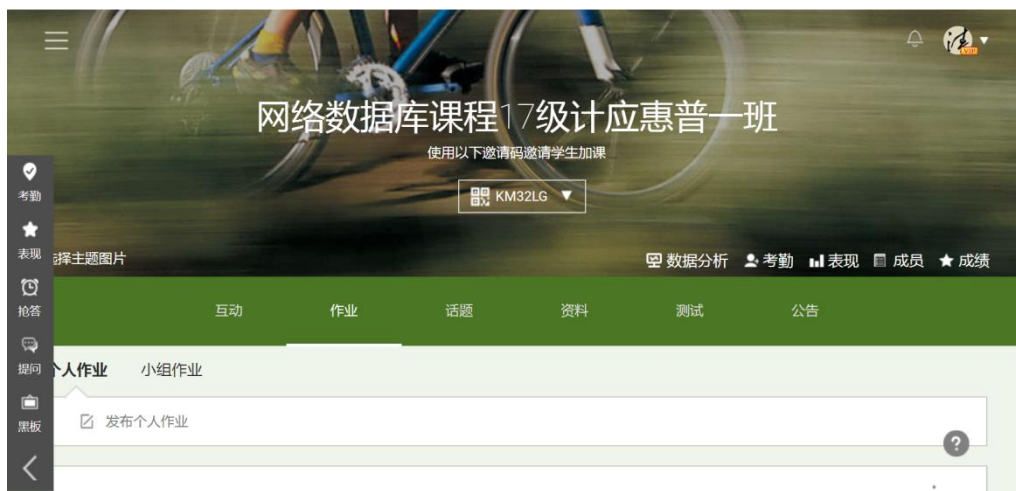 网络数据库课程17级计应惠普一班
使用以下邀请码邀请学生加课
KM32LG
考勤
表现
抢答
提问
黑板
择主题图片
数据分析 考勤 表现 成员 成绩
互动 作业 话题 资料 测试 公告
个人作业 小组作业
发布个人作业
?